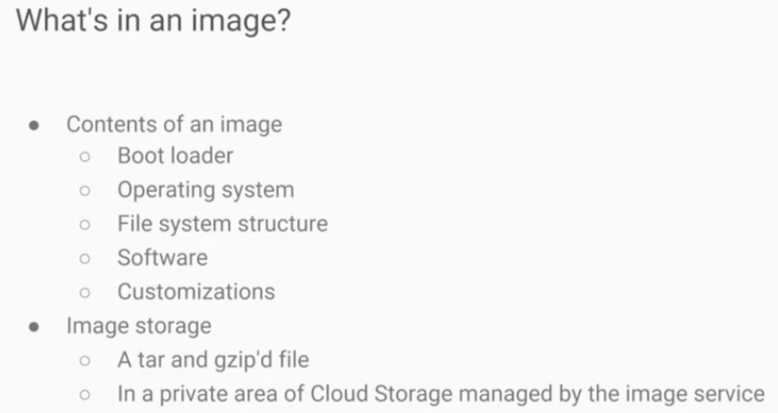 What's in an image?
● Contents of an image
○ Boot loader
○ Operating system
○ File system structure
○ Software
○ Customizations
● Image storage
○ A tar and gzip'd file
○ In a private area of Cloud Storage managed by the image service